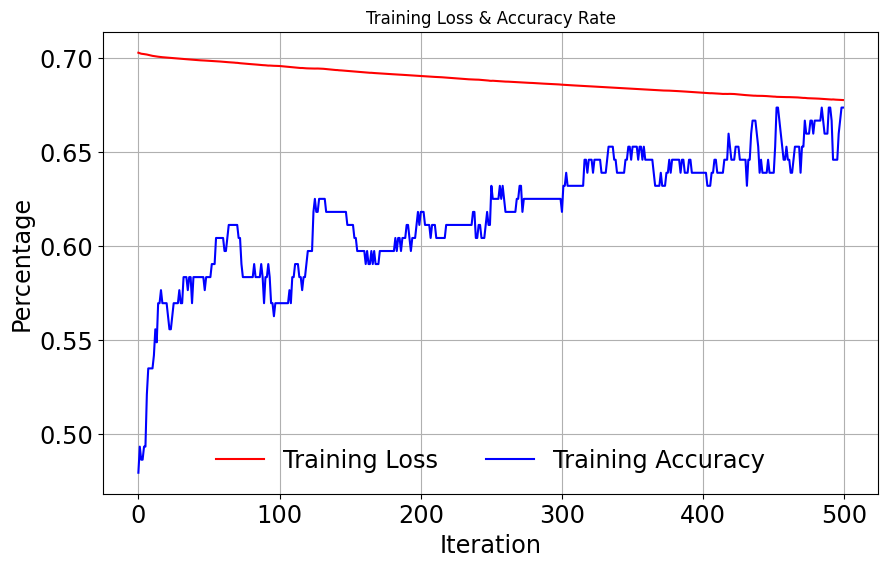 Training Loss & Accuracy Rate
0.70
0.65
0.60
0.55
0.50
Percentage
Training Loss
Training Accuracy
0 100 200 300 400 500
Iteration